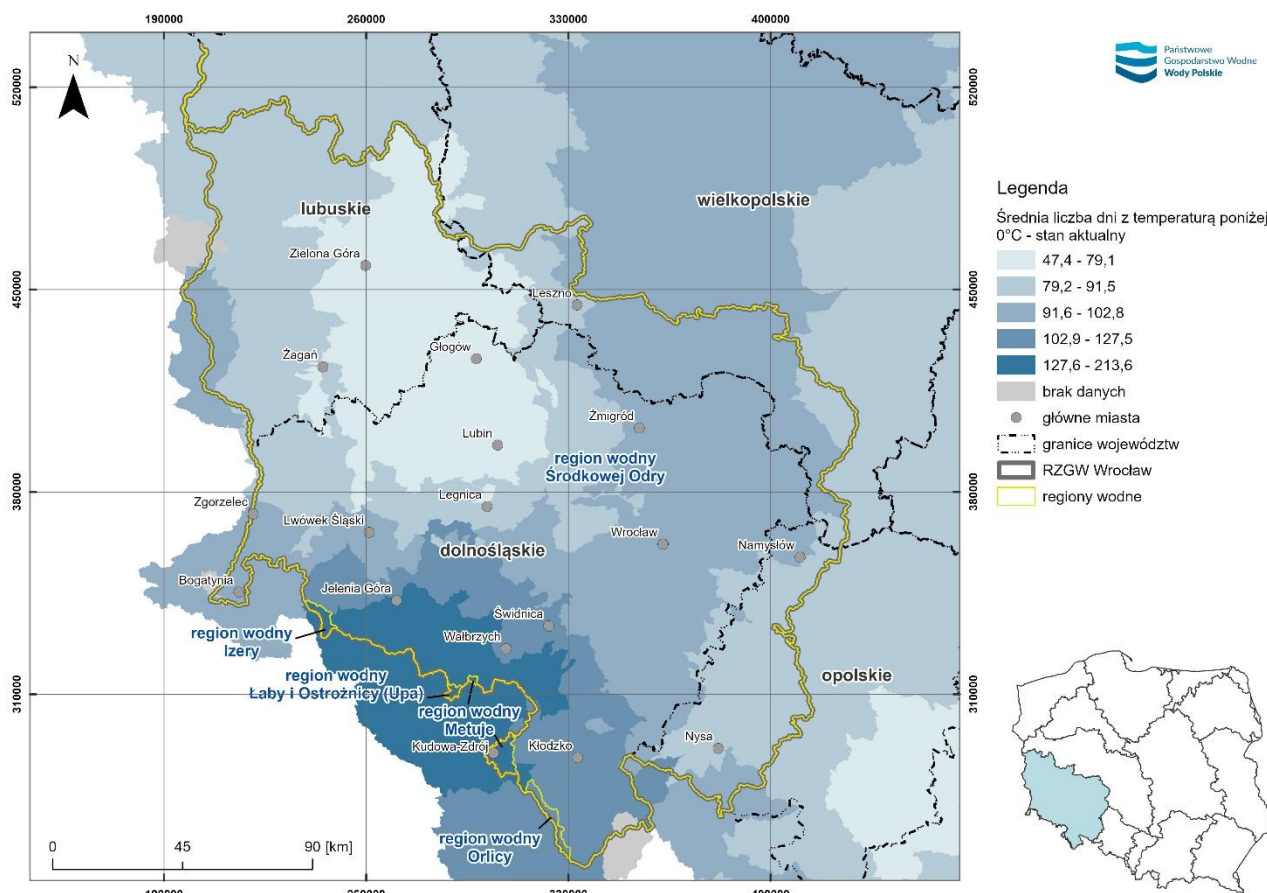 190000
260000
330000
400000
N
520000
520000
Państwowe
Gospodarstwo Wodne
Wody Polskie
Legenda
Średnia liczba dni z temperaturą poniżej
0°C - stan aktualny
47,4 - 79,1
79,2 - 91,5
91,6 - 102,8
102,9 - 127,5
127,6 - 213,6
brak danych
główne miasta
granice województw
RZGW Wrocław
regiony wodne
wielkopolskie
lubuskie
Zielona Góra
450000
450000
Leszno
Głogów
Żagań
Żmigród
Lubin
region wodny
Środkowej Odry
380000
380000
Legnica
Zgorzelec
Lwówek Śląski
Wrocław
Namysłów
dolnośląskie
Bogatynia
Jelenia Góra
Świdnica
region wodny
Izery
Wałbrzych
region wodny
Łaby i Ostrożnicy (Upa)
opolskie
310000
310000
region wodny
Metuje
Kudowa-Zdrój
Kłodzko
Nysa
region wodny
Orlicy
0
45
90 [km]
190000
260000
330000
400000